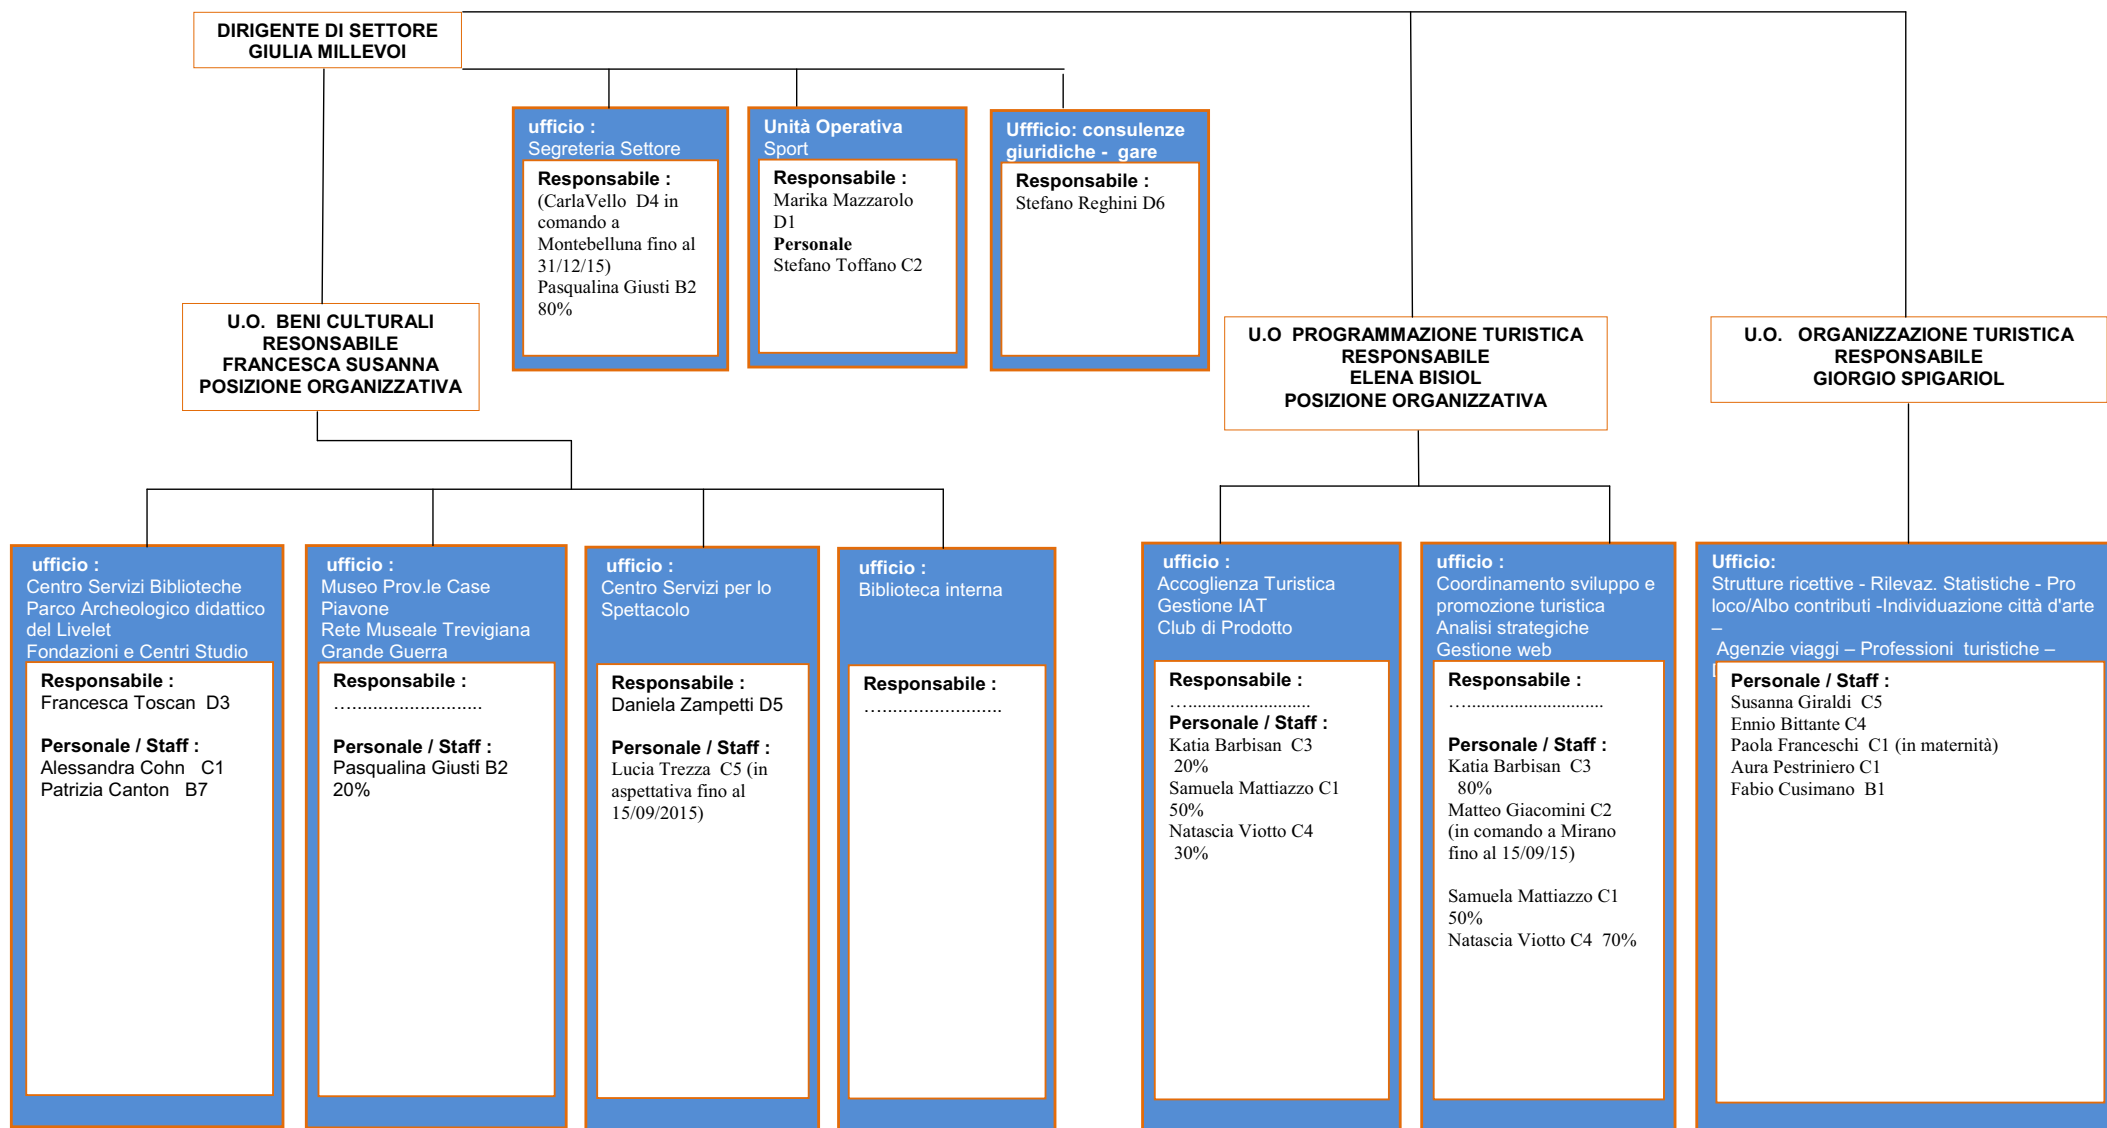 DIRIGENTE DI SETTORE
GIULIA MILLEVOI
ufficio :
Segreteria Settore
Responsabile :
(CarlaVello D4 in
comando a
Montebelluna fino al
31/12/15)
Pasqualina Giusti B2
80%
Unità Operativa
Sport
Responsabile :
Marika Mazzarolo
D1
Personale
Stefano Toffano C2
Uffficio: consulenze
giuridiche - gare
Responsabile :
Stefano Reghini D6
U.O. BENI CULTURALI
RESONSABILE
FRANCESCA SUSANNA
POSIZIONE ORGANIZZATIVA
U.O PROGRAMMAZIONE TURISTICA
RESPONSABILE
ELENA BISIOL
POSIZIONE ORGANIZZATIVA
U.O. ORGANIZZAZIONE TURISTICA
RESPONSABILE
GIORGIO SPIGARIOL
ufficio :
Centro Servizi Biblioteche
Parco Archeologico didattico
del Livelet
Fondazioni e Centri Studio
Responsabile :
Francesca Toscan D3
Personale / Staff :
Alessandra Cohn C1
Patrizia Canton B7
ufficio :
Museo Prov.le Case
Piavone
Rete Museale Trevigiana
Grande Guerra
Responsabile :
….........................
Personale / Staff :
Pasqualina Giusti B2
20%
ufficio :
Centro Servizi per lo
Spettacolo
Responsabile :
Daniela Zampetti D5
Personale / Staff :
Lucia Trezza C5 (in
aspettativa fino al
15/09/2015)
ufficio :
Biblioteca interna
Responsabile :
….......................
ufficio :
Accoglienza Turistica
Gestione IAT
Club di Prodotto
Responsabile :
….........................
Personale / Staff :
Katia Barbisan C3
20%
Samuela Mattiazzo C1
50%
Natascia Viotto C4
30%
ufficio :
Coordinamento sviluppo e
promozione turistica
Analisi strategiche
Gestione web
Responsabile :
….............................
Personale / Staff :
Katia Barbisan C3
80%
Matteo Giacomini C2
(in comando a Mirano
fino al 15/09/15)
Samuela Mattiazzo C1
50%
Natascia Viotto C4 70%
Ufficio:
Strutture ricettive - Rilevaz. Statistiche - Pro
loco/Albo contributi -Individuazione città d'arte
–
Agenzie viaggi – Professioni turistiche –
Personale / Staff :
Susanna Giraldi C5
Ennio Bittante C4
Paola Franceschi C1 (in maternità)
Aura Pestriniero C1
Fabio Cusimano B1